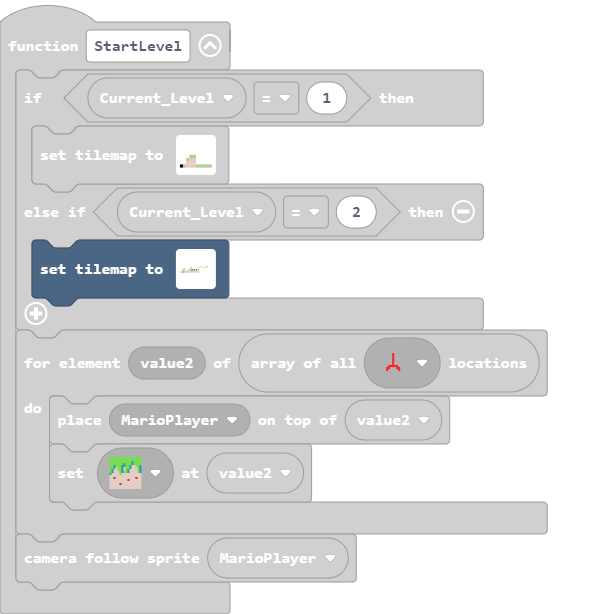 function StartLevel
if Current_Level = 1 then
set tilemap to
else if Current_Level = 2 then
set tilemap to
for element value2 of array of all locations
do
place MarioPlayer on top of value2
set at value2
camera follow sprite MarioPlayer